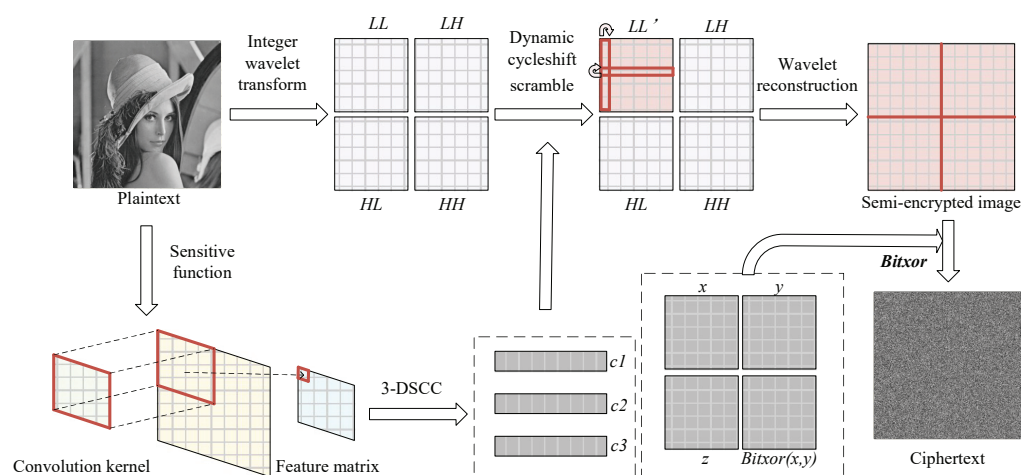 LL LH
Integer
wavelet
transform
HL HH
Dynamic
cycleshift
scramble
LL’ LH
HL HH
Wavelet
reconstruction
Plaintext
Semi-encrypted image
Sensitive
function
Bitxor
x y
z Bitxor(x,y)
Convolution kernel
Feature matrix
3-DSCC
c1
c2
c3
Ciphertext